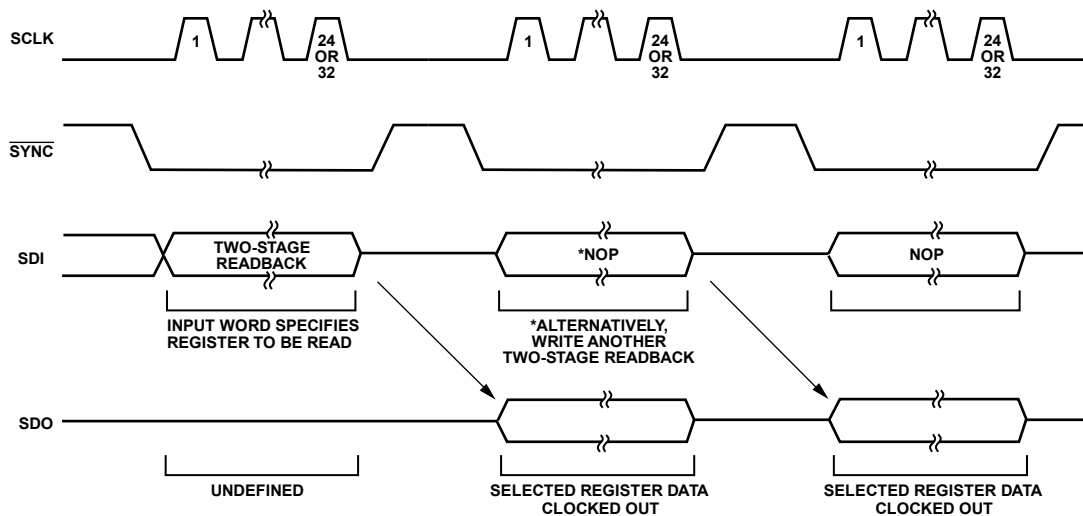 SCLK
1
24
OR
32
1
24
OR
32
1
24
OR
32
SYNC
SDI
TWO-STAGE
READBACK
*NOP
NOP
INPUT WORD SPECIFIES
REGISTER TO BE READ
*ALTERNATIVELY,
WRITE ANOTHER
TWO-STAGE READBACK
SDO
UNDEFINED
SELECTED REGISTER DATA
CLOCKED OUT
SELECTED REGISTER DATA
CLOCKED OUT